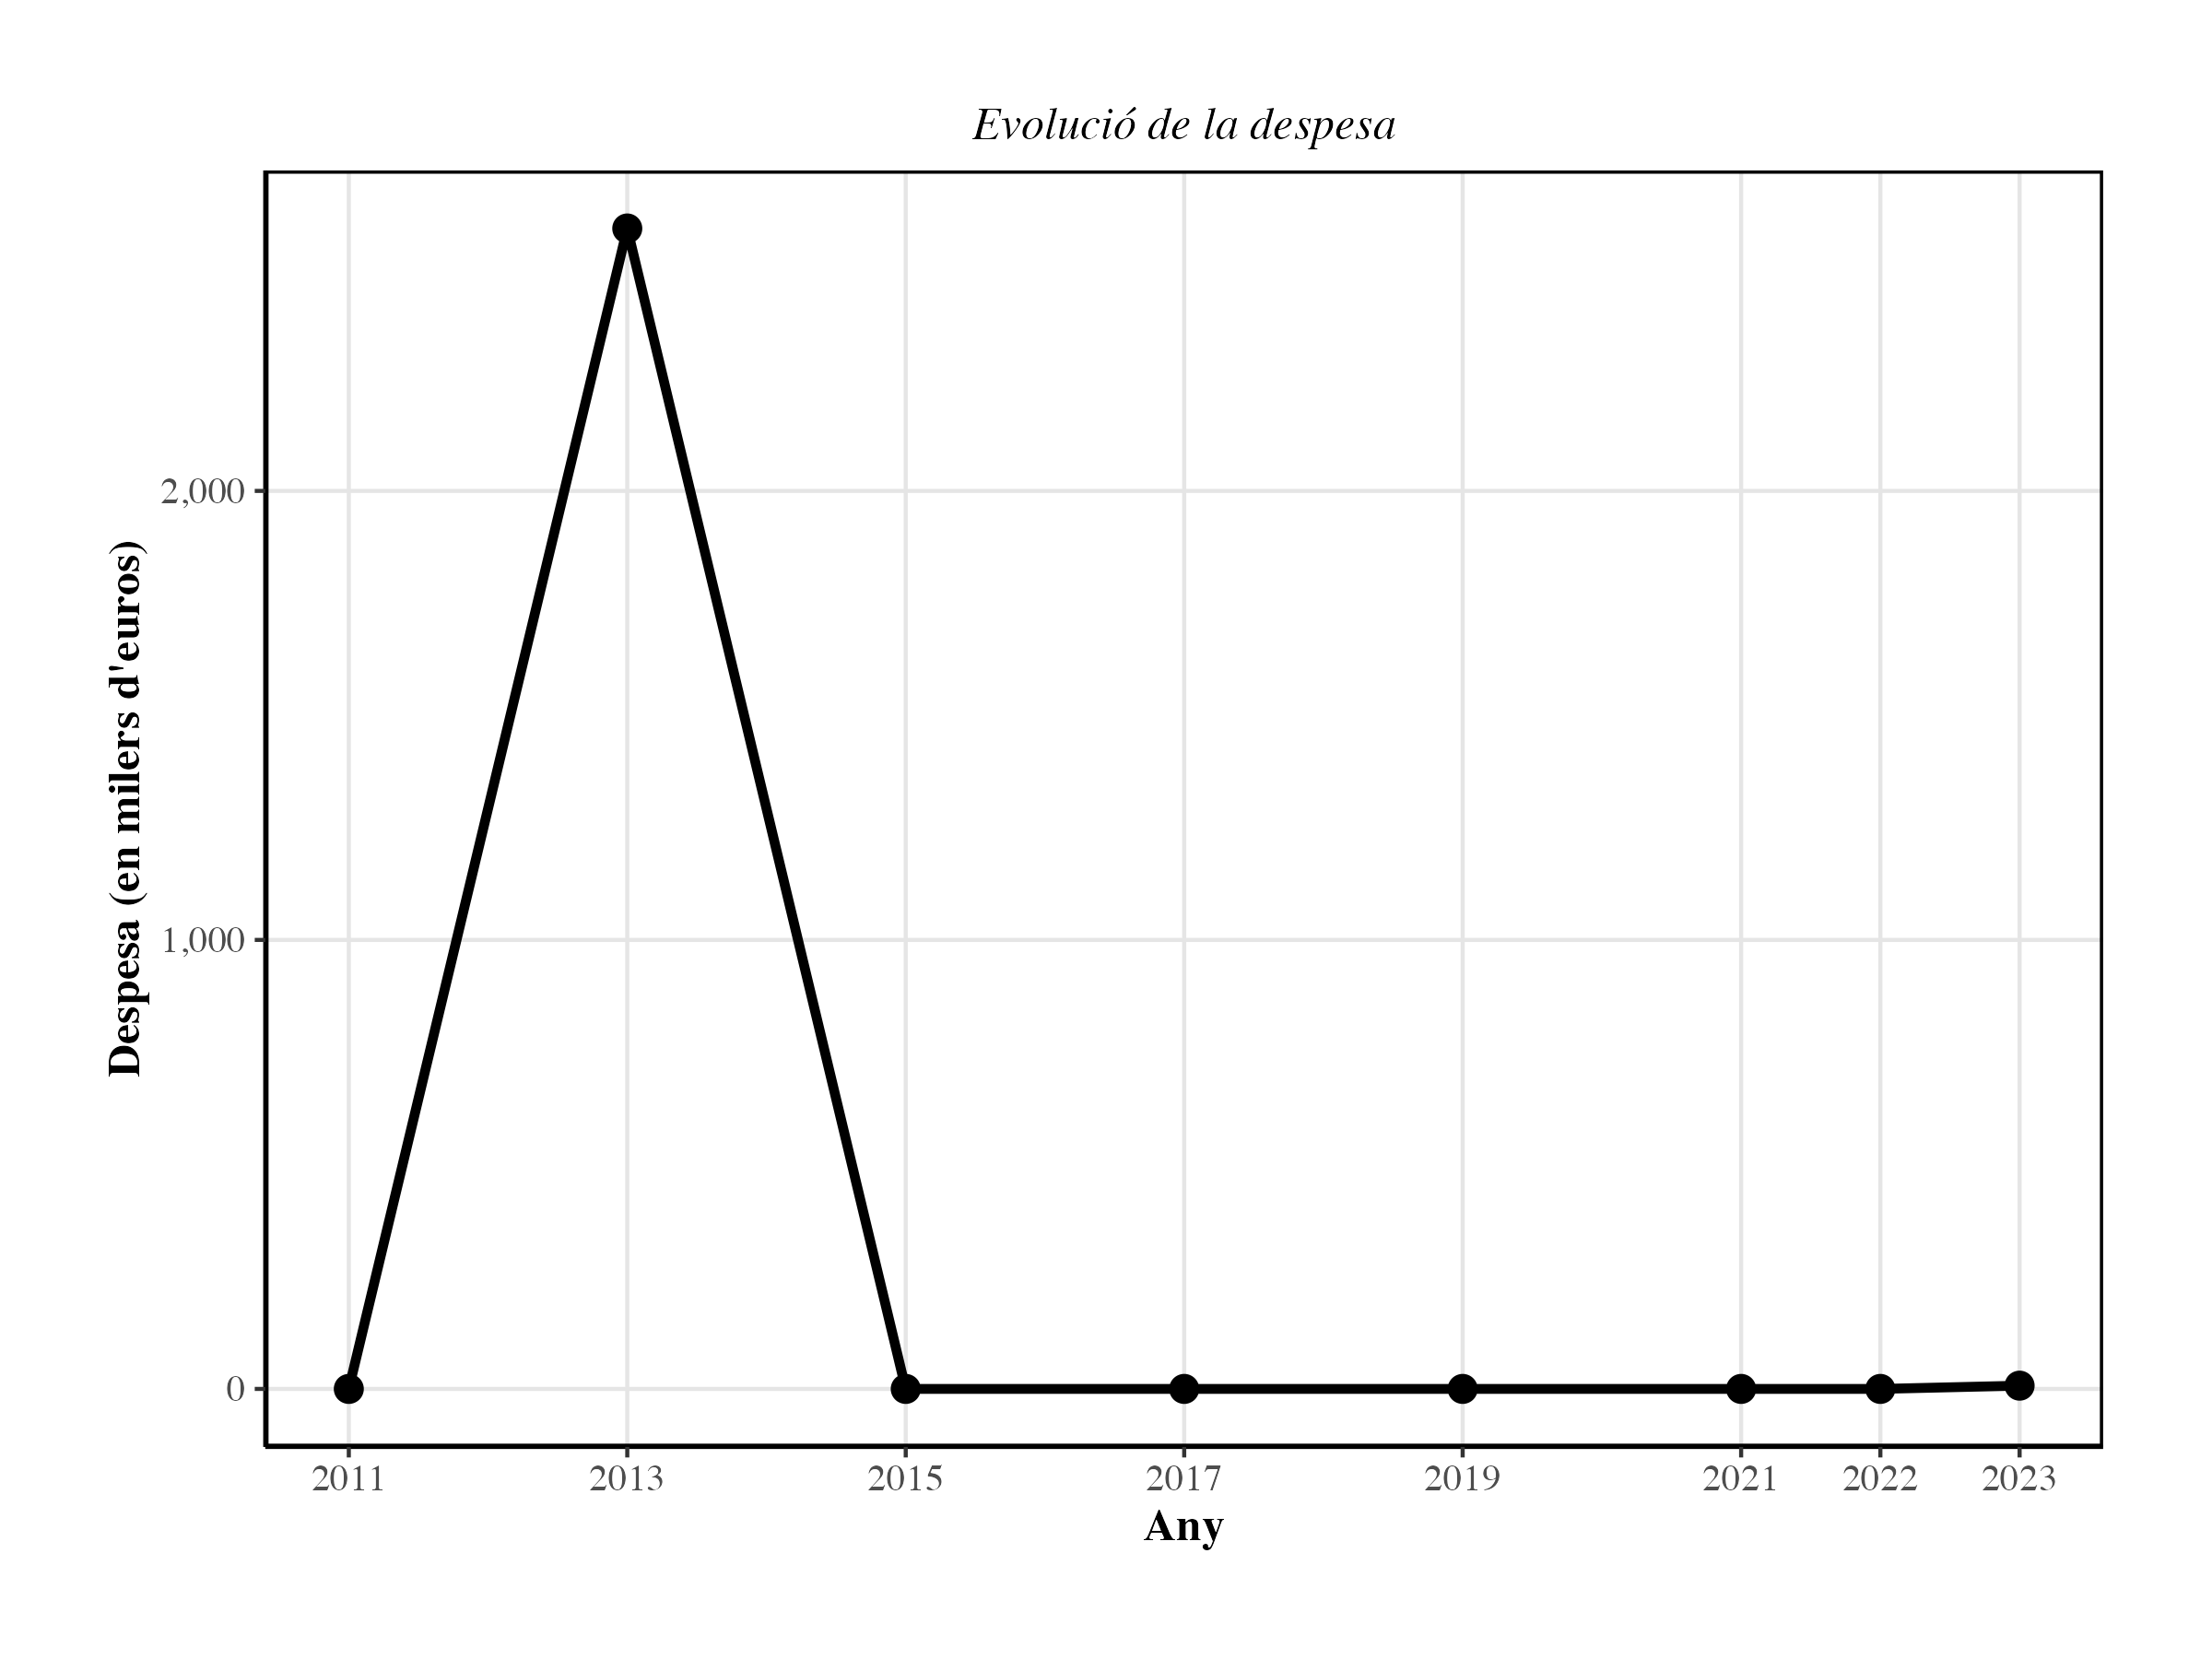 Evolució de la despesa
Despesa (en milers d'euros)
2,000
1,000
0
2011 2013 2015 2017 2019 2021 2022 2023
Any